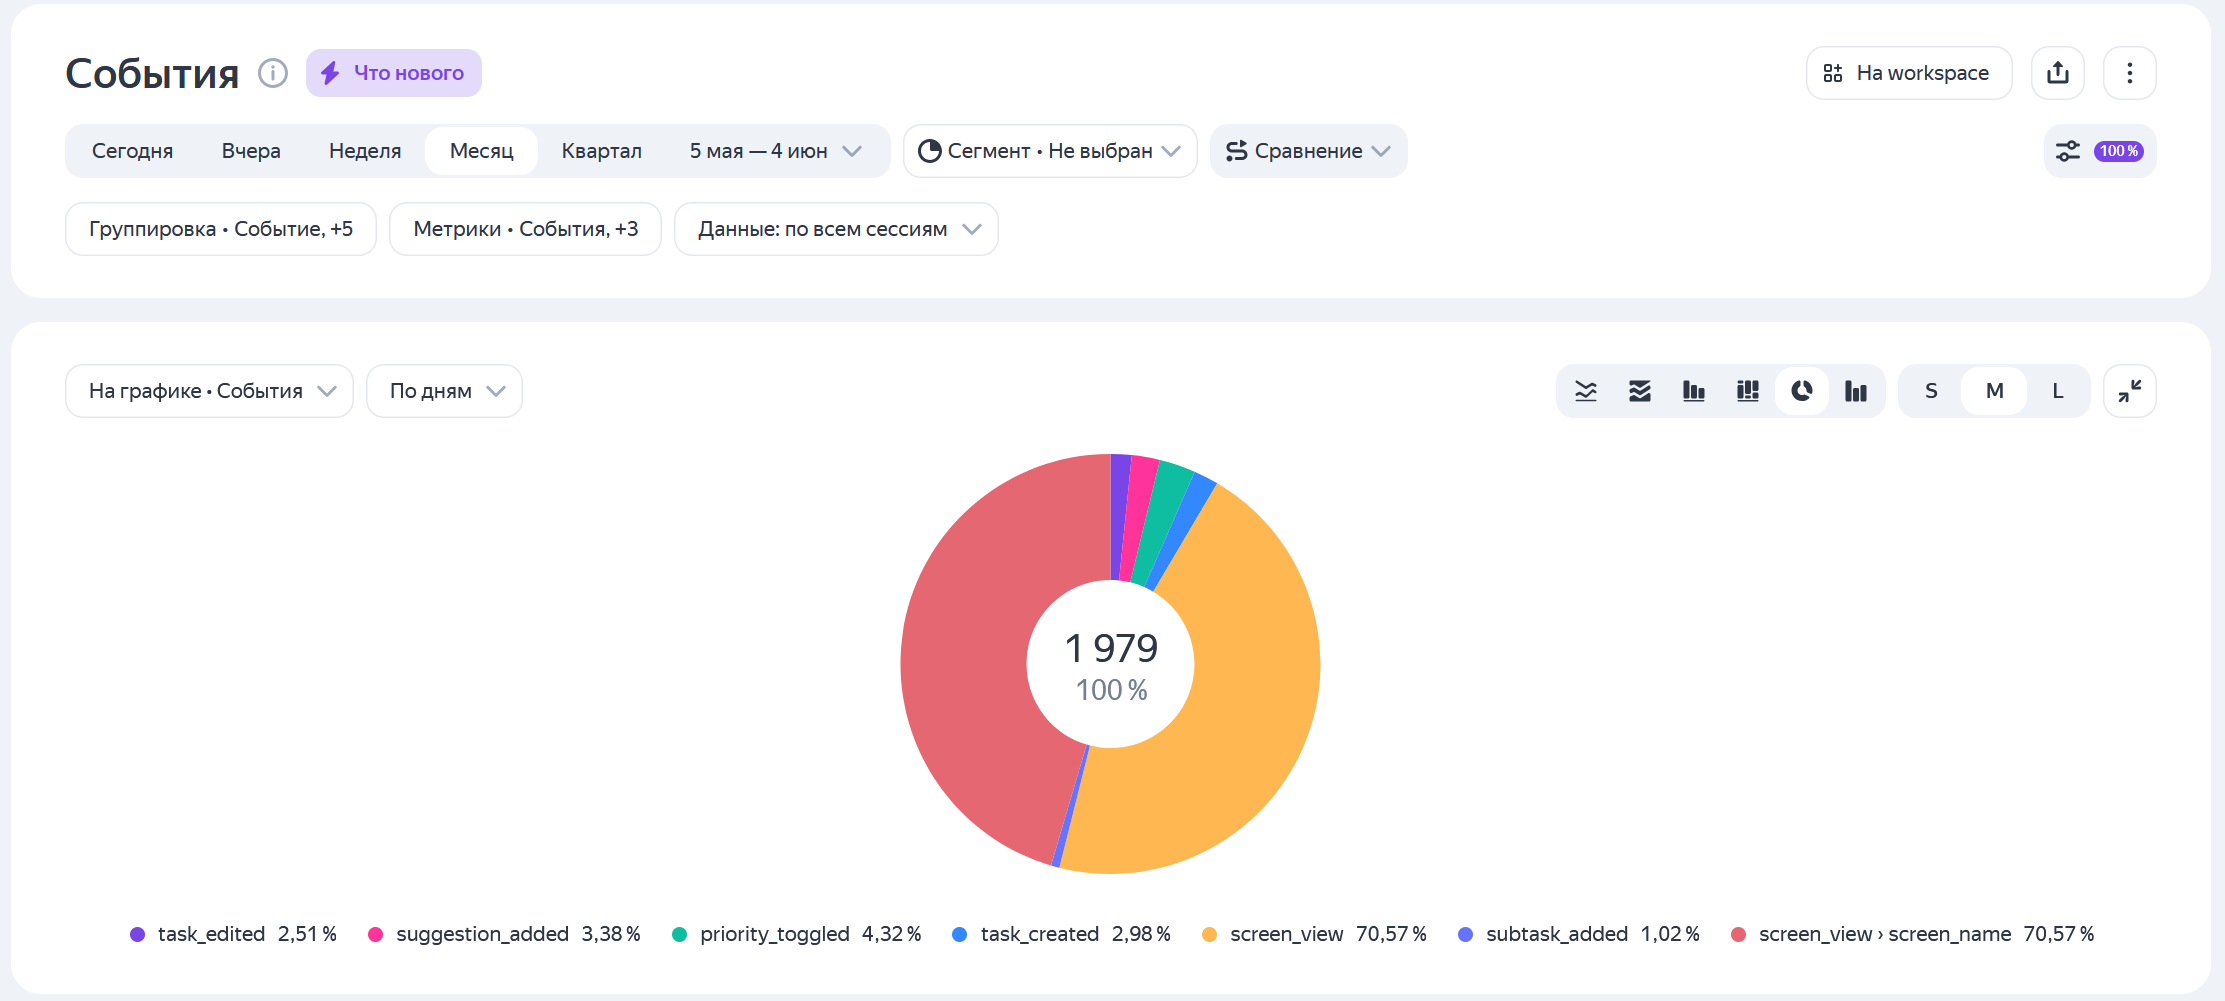 События
Что нового
На workspace
Сегодня Вчера Неделя Месяц Квартал 5 мая — 4 июн
Сегмент • Не выбран
Сравнение
100 %
Группировка • Событие, +5
Метрики • События, +3
Данные: по всем сессиям
На графике • События
По дням
S M L
1 979
100 %
task_edited 2,51 %
suggestion_added 3,38 %
priority_toggled 4,32 %
task_created 2,98 %
screen_view 70,57 %
subtask_added 1,02 %
screen_view › screen_name 70,57 %